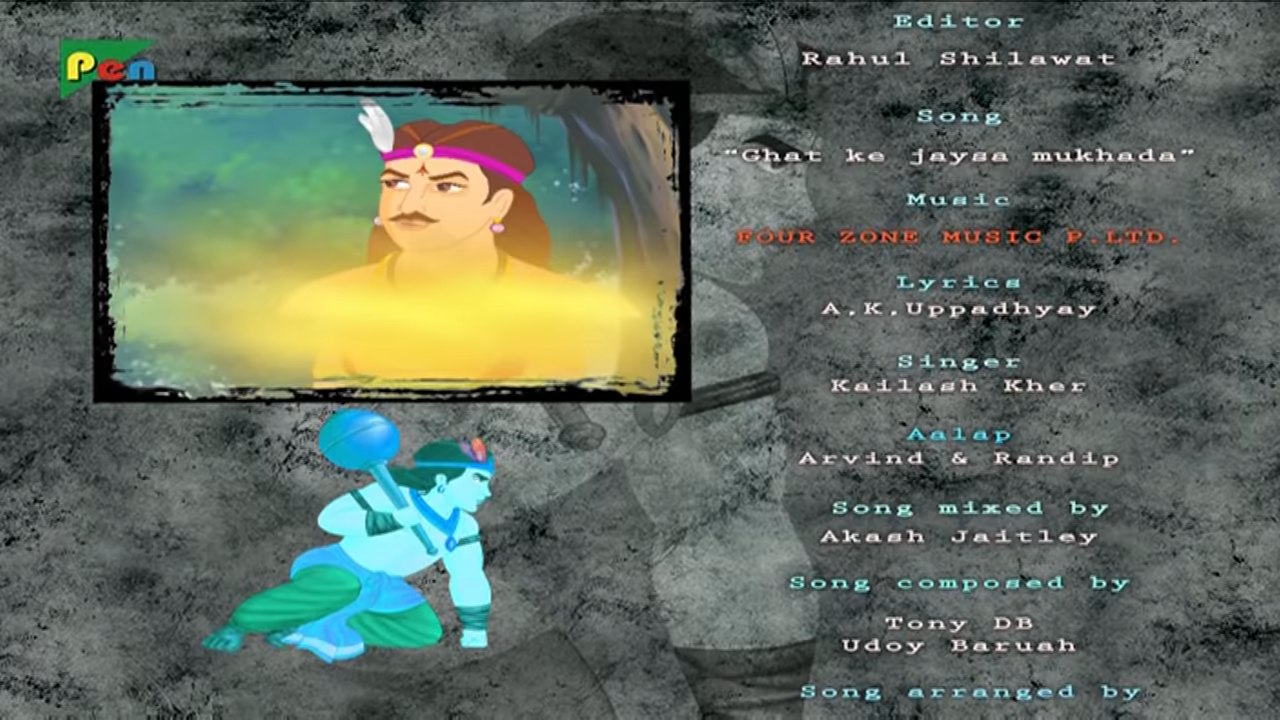 Pen
Editor
Rahul Shilawat
Song
"Ghat ke jaysa mukhada"
Music
FOUR ZONE MUSIC P.LTD.
Lyrics
A.K.Uppadhyay
Singer
Kailash Kher
Aalap
Arvind & Randip
Song mixed by
Akash Jaitley
Song composed by
Tony DB
Udoy Baruah
Song arranged by